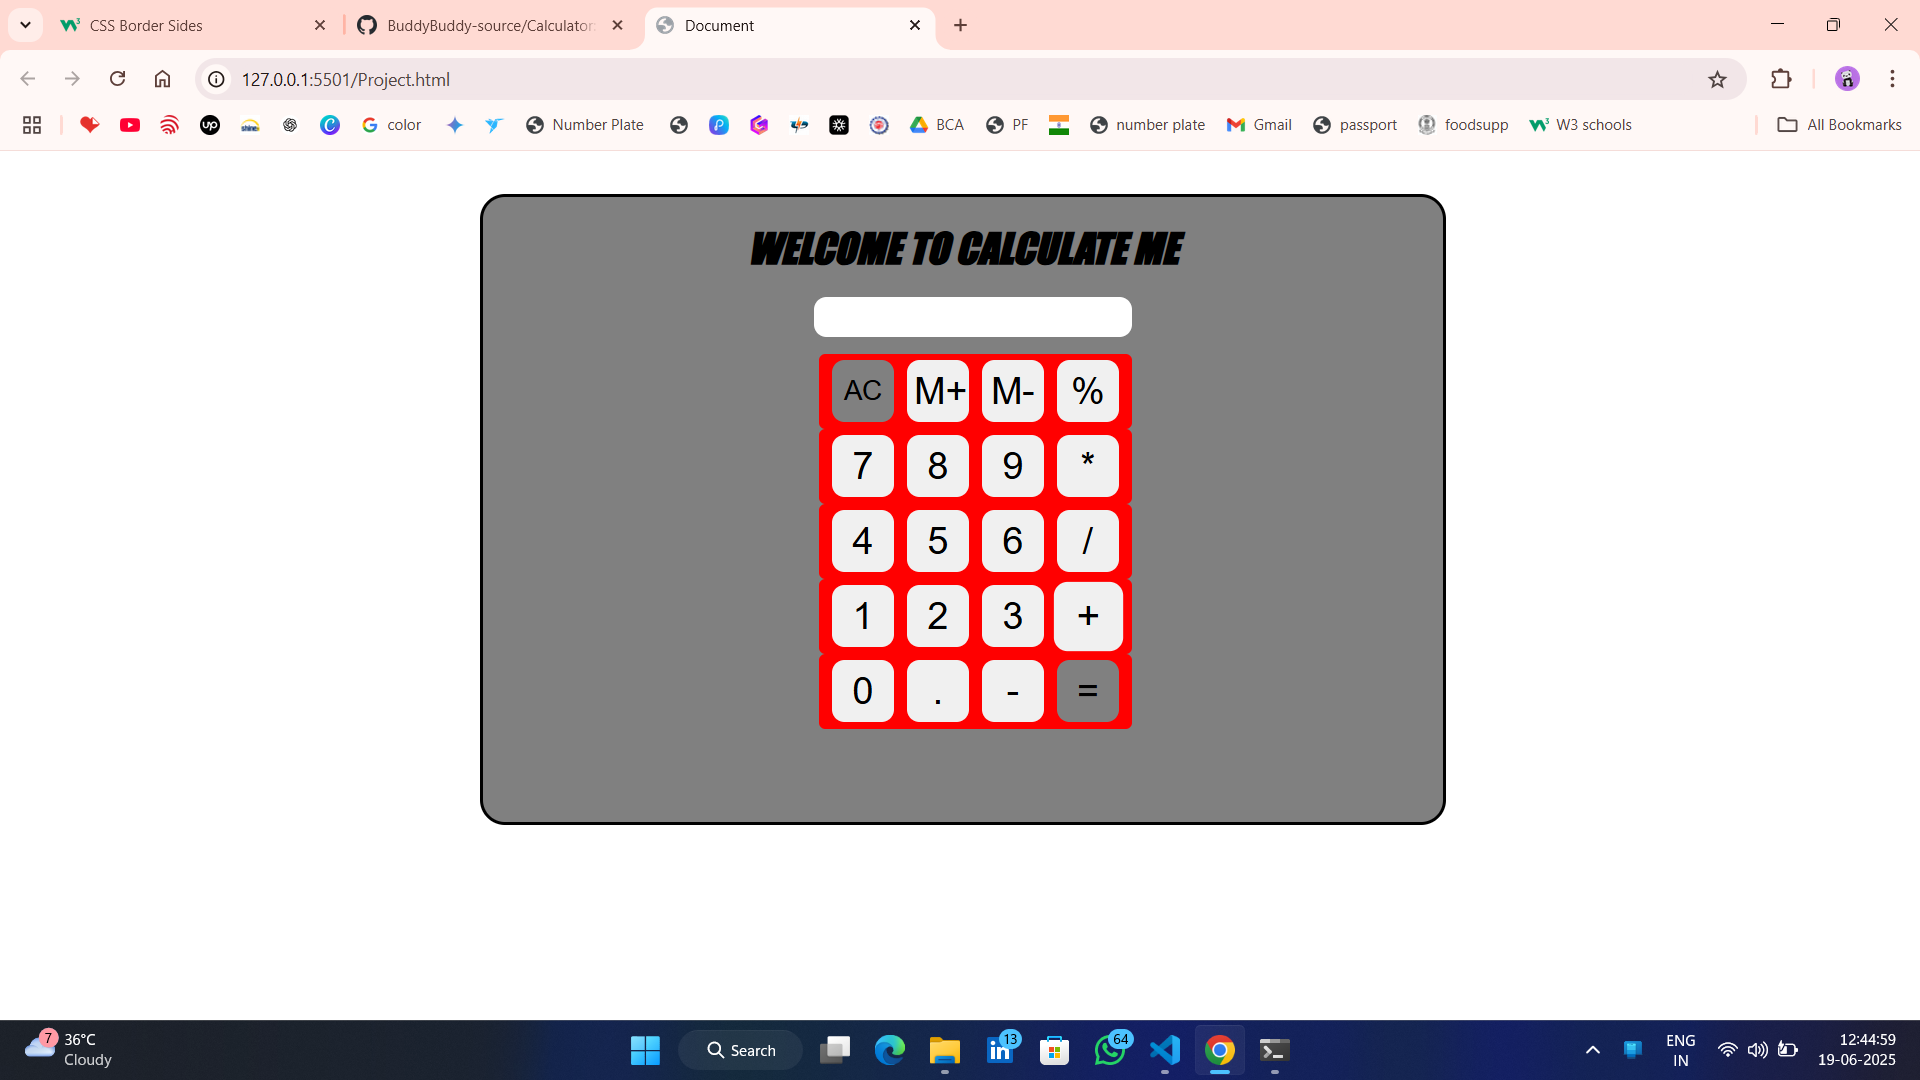 CSS Border Sides
BuddyBuddy-source/Calculator
Document
127.0.0.1:5501/Project.html
color
Number Plate
BCA
PF
number plate
Gmail
passport
foodsupp
W3 schools
All Bookmarks
WELCOME TO CALCULATE ME
AC M+ M- %
7 8 9 *
4 5 6 /
1 2 3 +
0 . - =
7
36°C
Cloudy
Search
13
64
ENG
IN
12:44:59
19-06-2025